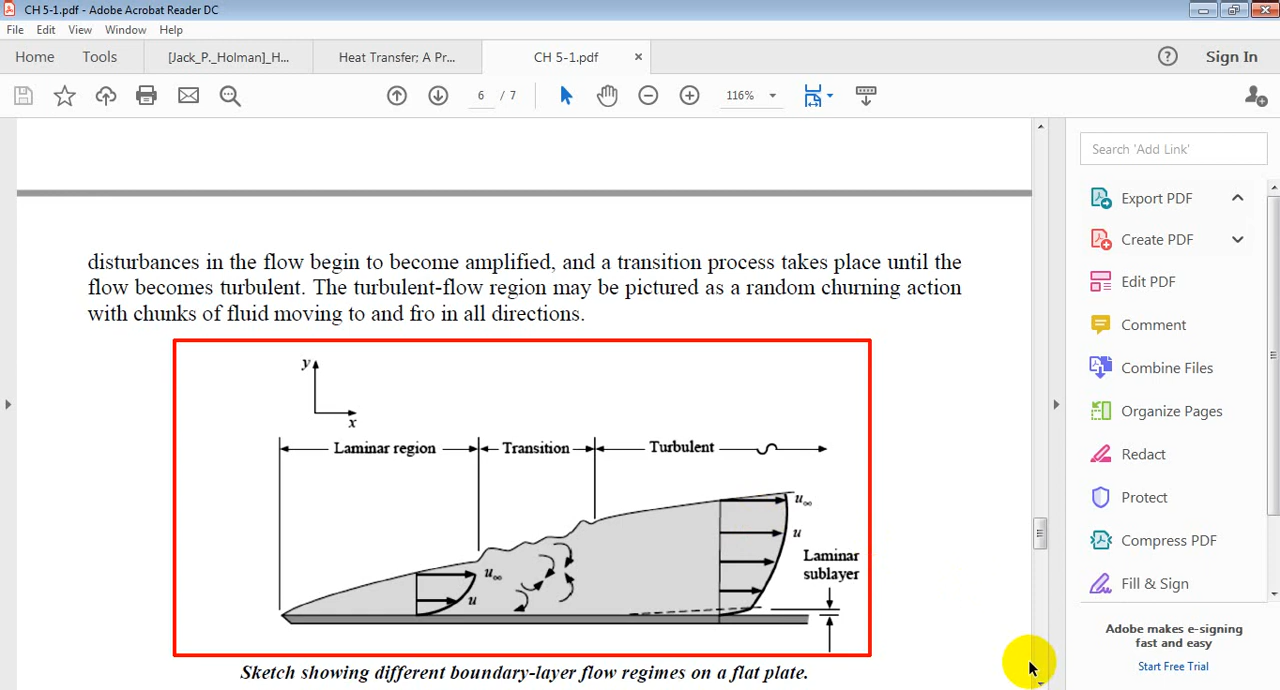 CH 5-1.pdf - Adobe Acrobat Reader DC
File Edit View Window Help
Home Tools [Jack_P._Holman]_H... Heat Transfer; A Pr... CH 5-1.pdf × ? Sign In
6 / 7 116%
disturbances in the flow begin to become amplified, and a transition process takes place until the
flow becomes turbulent. The turbulent-flow region may be pictured as a random churning action
with chunks of fluid moving to and fro in all directions.
y
x
Laminar region Transition Turbulent
u∞
u
u∞
u
Laminar
sublayer
Sketch showing different boundary-layer flow regimes on a flat plate.
Search 'Add Link'
Export PDF
Create PDF
Edit PDF
Comment
Combine Files
Organize Pages
Redact
Protect
Compress PDF
Fill & Sign
Adobe makes e-signing
fast and easy
Start Free Trial